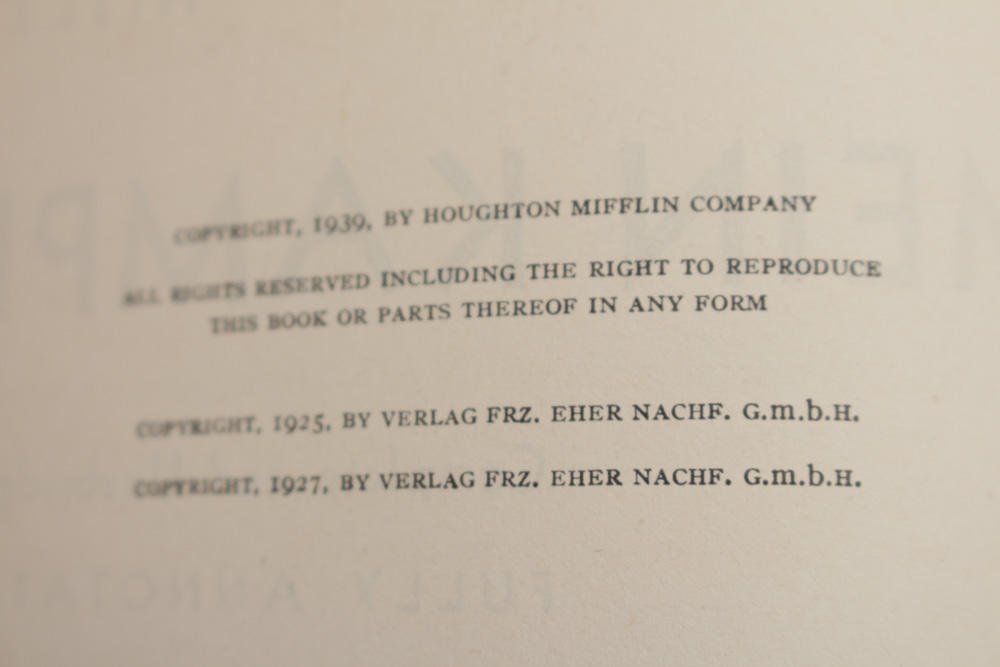 COPYRIGHT, 1939, BY HOUGHTON MIFFLIN COMPANY
ALL RIGHTS RESERVED INCLUDING THE RIGHT TO REPRODUCE
THIS BOOK OR PARTS THEREOF IN ANY FORM
COPYRIGHT, 1925, BY VERLAG FRZ. EHER NACHF. G.m.b.H.
COPYRIGHT, 1927, BY VERLAG FRZ. EHER NACHF. G.m.b.H.